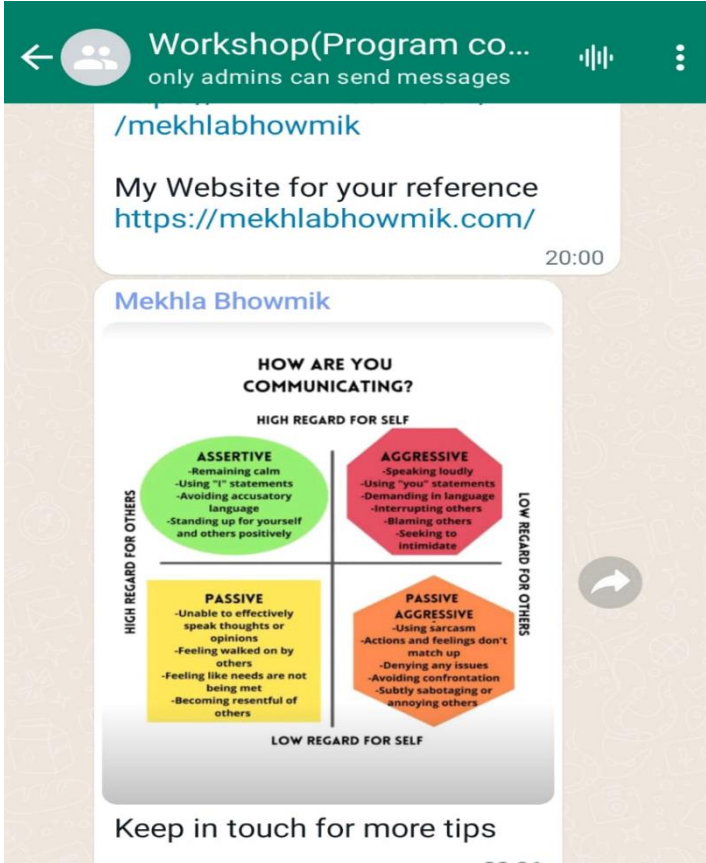 Workshop(Program co...
only admins can send messages
/mekhlabhowmik
My Website for your reference
https://mekhlabhowmik.com/
20:00
Mekhla Bhowmik
HOW ARE YOU
COMMUNICATING?
HIGH REGARD FOR SELF
HIGH REGARD FOR OTHERS
ASSERTIVE
-Remaining calm
-Using "I" statements
-Avoiding accusatory
language
-Standing up for yourself
and others positively
AGGRESSIVE
-Speaking loudly
-Using "you" statements
-Demanding in language
-Interrupting others
-Blaming others
-Seeking to
intimidate
LOW REGARD FOR OTHERS
PASSIVE
-Unable to effectively
speak thoughts or
opinions
-Feeling walked on by
others
-Feeling like needs are not
being met
-Becoming resentful of
others
PASSIVE
AGGRESSIVE
-Using sarcasm
-Actions and feelings don't
match up
-Denying any issues
-Avoiding confrontation
-Subtly sabotaging or
annoying others
LOW REGARD FOR SELF
Keep in touch for more tips